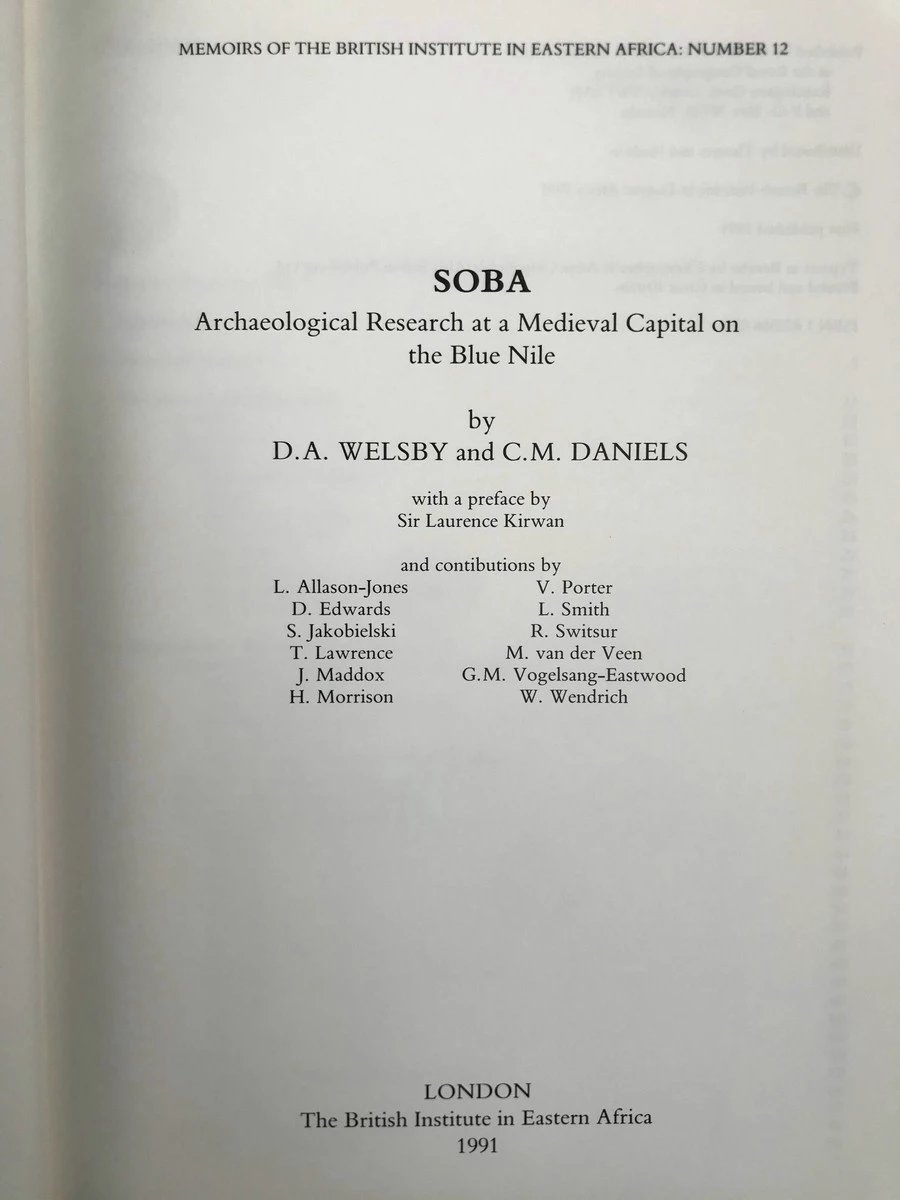 MEMOIRS OF THE BRITISH INSTITUTE IN EASTERN AFRICA: NUMBER 12
SOBA
Archaeological Research at a Medieval Capital on
the Blue Nile
by
D.A. WELSBY and C.M. DANIELS
with a preface by
Sir Laurence Kirwan
and contibutions by
L. Allason-Jones V. Porter
D. Edwards L. Smith
S. Jakobielski R. Switsur
T. Lawrence M. van der Veen
J. Maddox G.M. Vogelsang-Eastwood
H. Morrison W. Wendrich
LONDON
The British Institute in Eastern Africa
1991